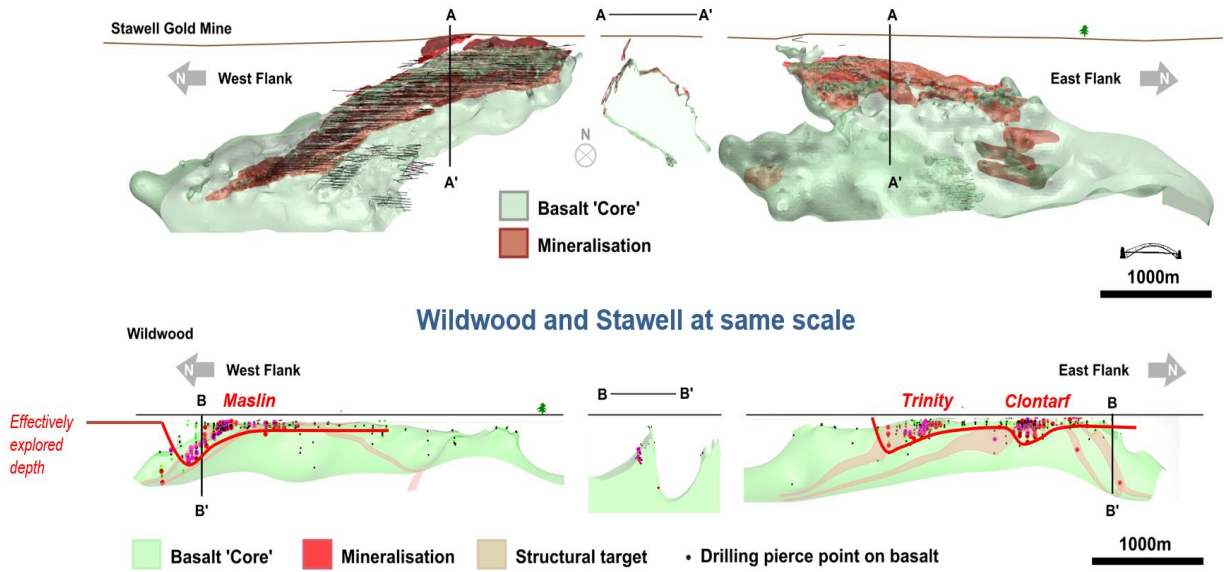 Stawell Gold Mine
A
A A'
A
N West Flank
East Flank N
N
A'
A'
Basalt 'Core'
Mineralisation
1000m
Wildwood and Stawell at same scale
Wildwood
N West Flank
East Flank N
B Maslin
B B'
Trinity Clontarf B
Effectively
explored
depth
B'
B'
Basalt 'Core' Mineralisation Structural target Drilling pierce point on basalt
1000m